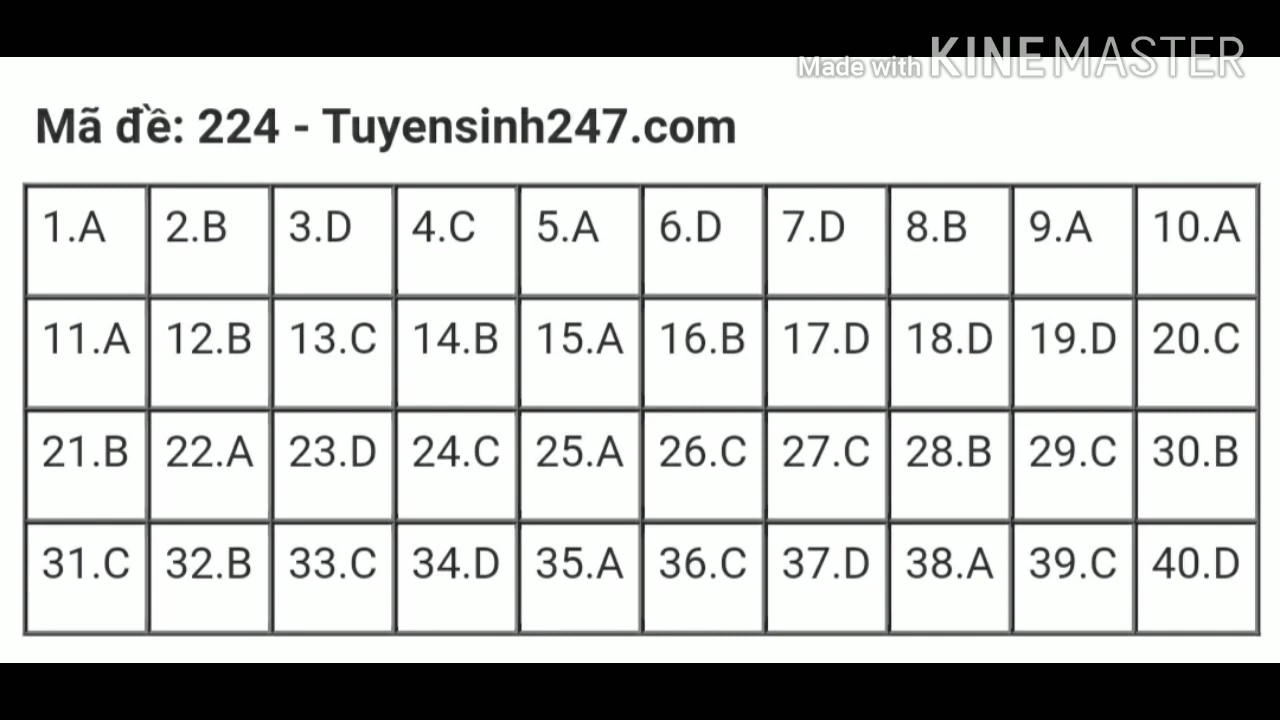 Made with KINEMASTER
Mã đề: 224 - Tuyensinh247.com
1.A 2.B 3.D 4.C 5.A 6.D 7.D 8.B 9.A 10.A
11.A 12.B 13.C 14.B 15.A 16.B 17.D 18.D 19.D 20.C
21.B 22.A 23.D 24.C 25.A 26.C 27.C 28.B 29.C 30.B
31.C 32.B 33.C 34.D 35.A 36.C 37.D 38.A 39.C 40.D